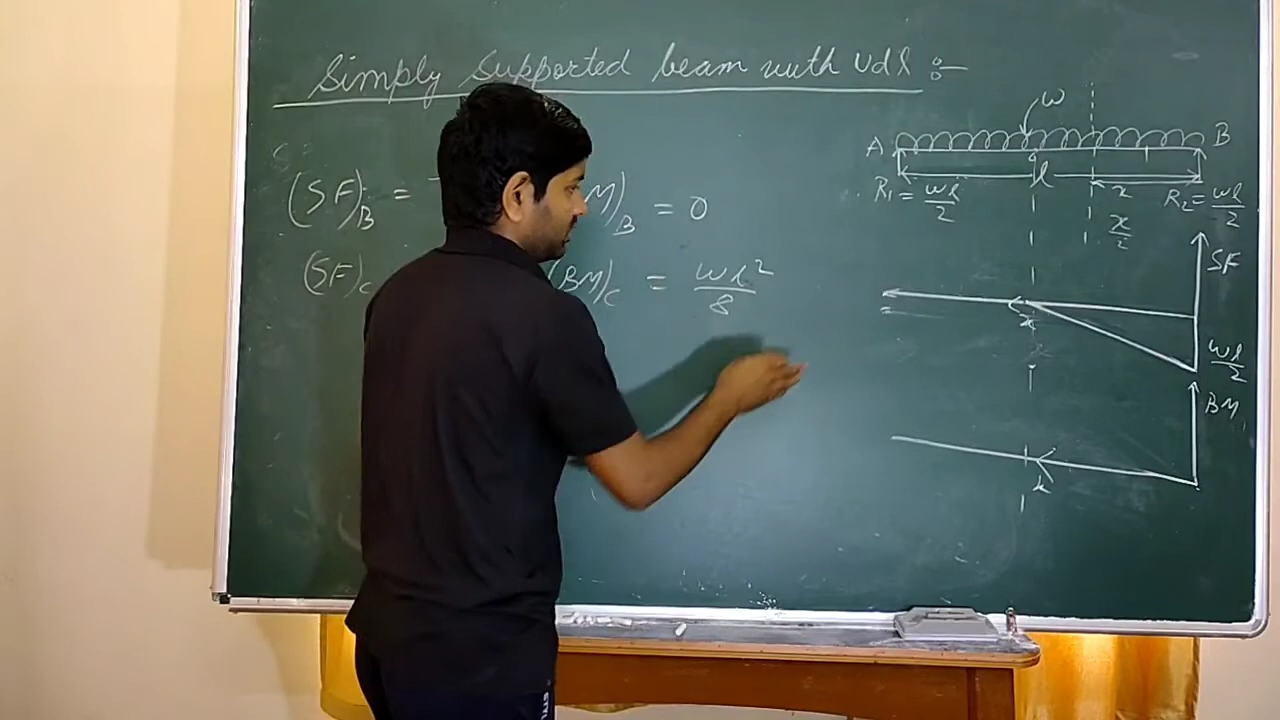 Simply Supported beam with Udl :-
(SF)B =
M)B = 0
(SF)C
(BM)C = wl²/8
w
A
B
l
x
R1 = wl/2
R2 = wl/2
x/2
SF
x
wl/2
BM
x